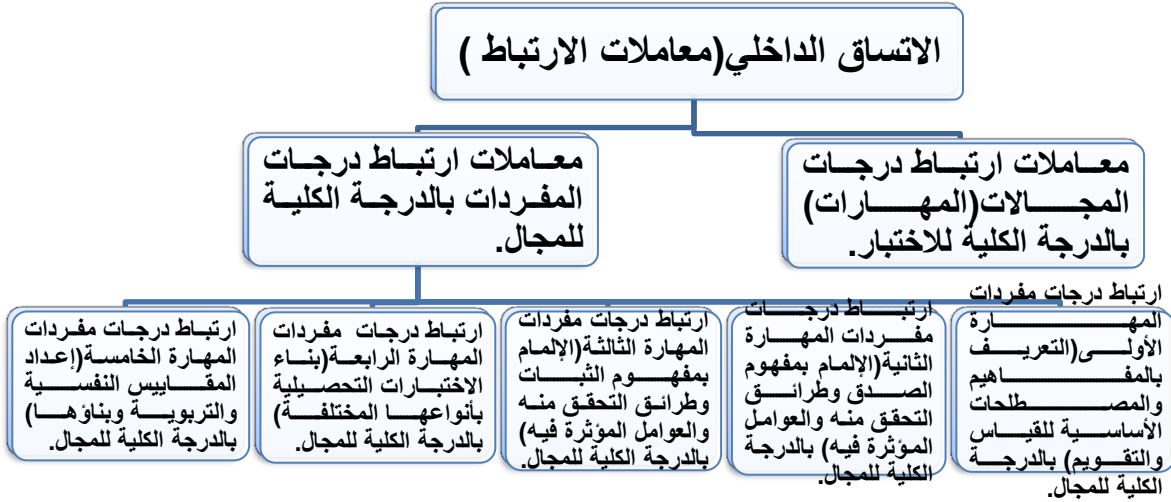 الاتساق الداخلي(معاملات الارتباط )
معاملات ارتباط درجات
المجالات(المهارات)
بالدرجة الكلية للاختبار.
معاملات ارتباط درجات
المفردات بالدرجة الكلية
للمجال.
ارتباط درجات مفردات
المهارة
الأولى(التعريف
بالمفاهيم
والمصطلحات
الأساسية للقياس
والتقويم) بالدرجة
الكلية للمجال.
ارتباط درجات
مفردات المهارة
الثانية(الإلمام بمفهوم
الصدق وطرائق
التحقق منه والعوامل
المؤثرة فيه) بالدرجة
الكلية للمجال.
ارتباط درجات مفردات
المهارة الثالثة(الإلمام
بمفهوم الثبات
وطرائق التحقق منه
والعوامل المؤثرة فيه)
بالدرجة الكلية للمجال.
ارتباط درجات مفردات
المهارة الرابعة(بناء
الاختبارات التحصيلية
بأنواعها المختلفة)
بالدرجة الكلية للمجال.
ارتباط درجات مفردات
المهارة الخامسة(إعداد
المقاييس النفسية
والتربوية وبناؤها)
بالدرجة الكلية للمجال.